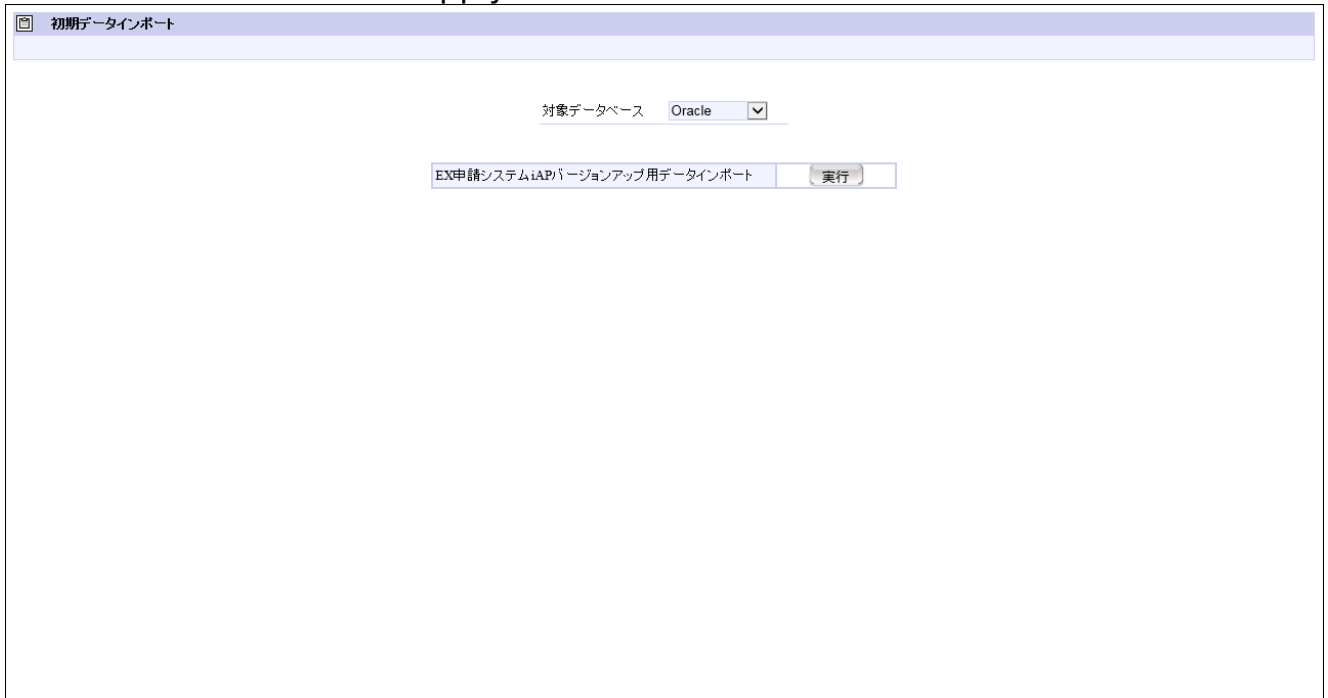 初期データインポート
対象データベース Oracle
EX申請システムiAPバージョンアップ用データインポート 実行